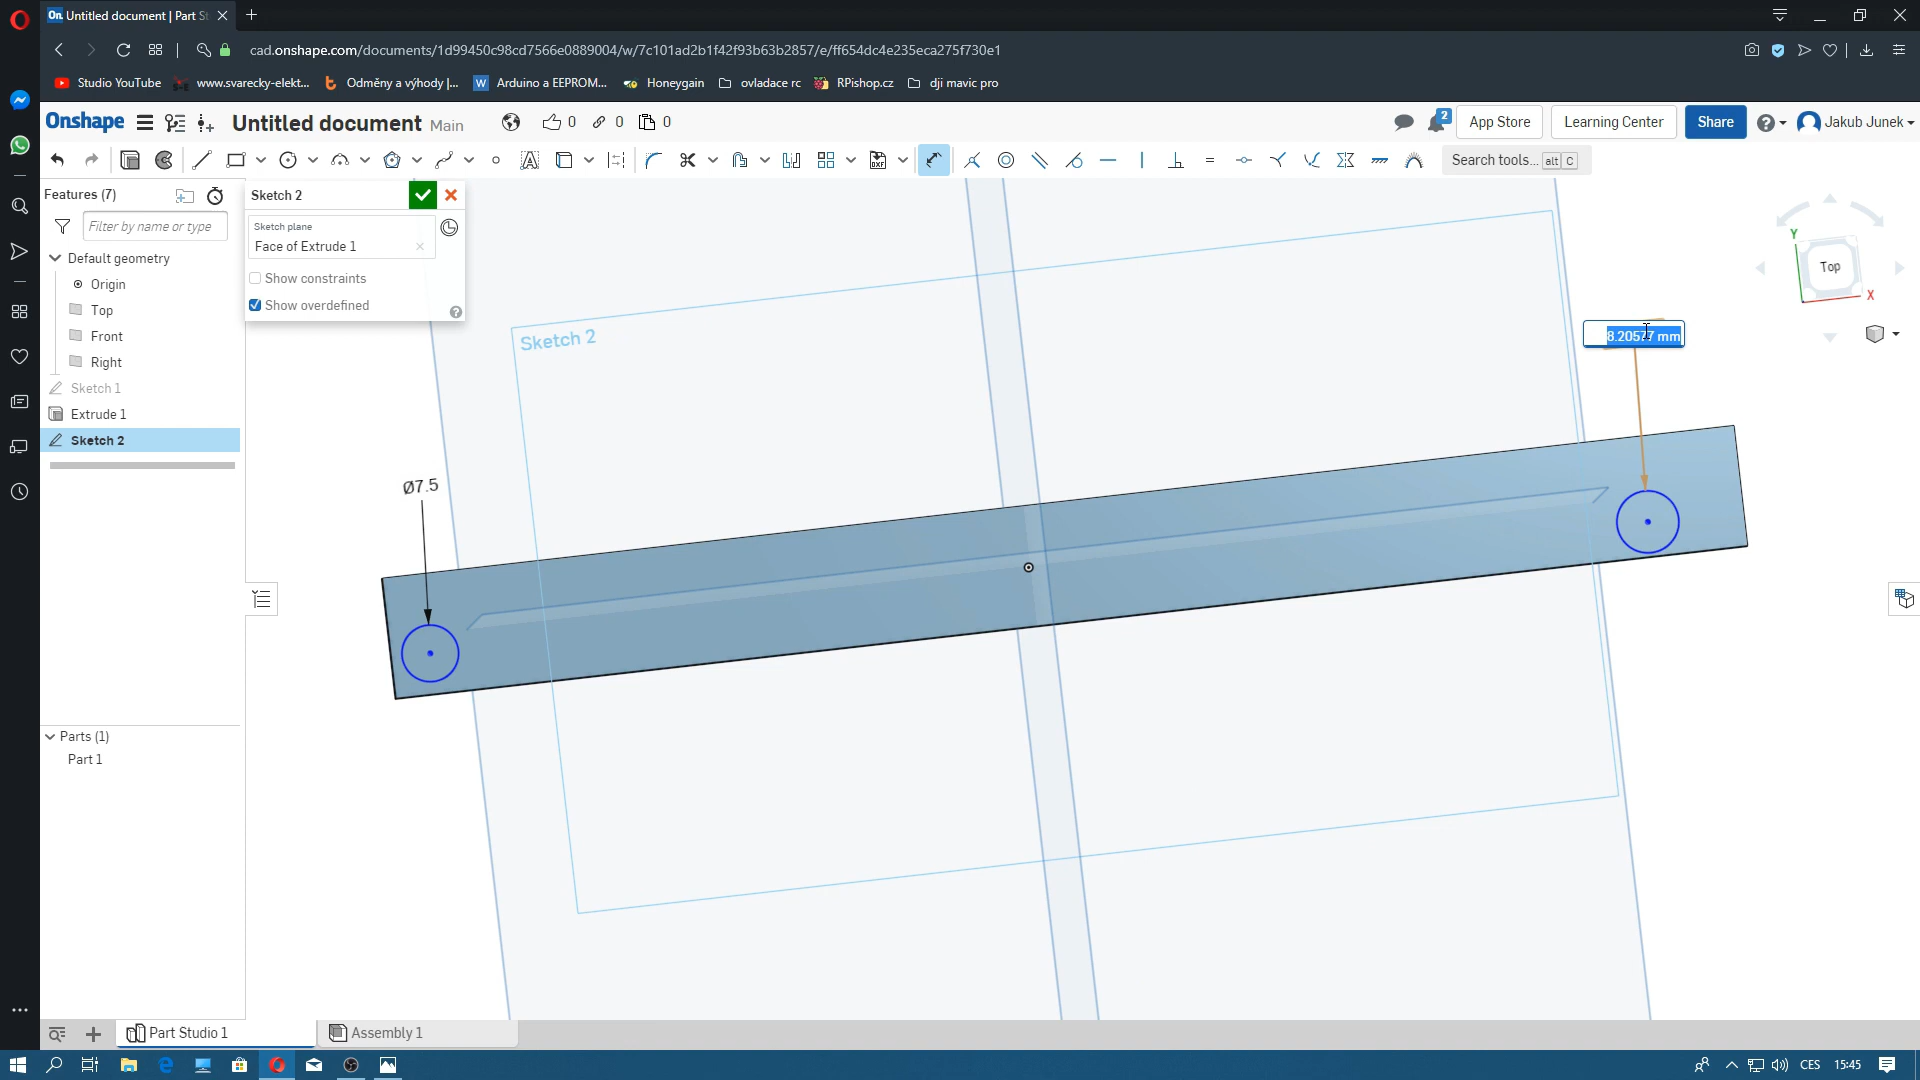 On Untitled document | Part St
cad.onshape.com/documents/1d99450c98cd7566e0889004/w/7c101ad2b1f42f93b63b2857/e/ff654dc4e235eca275f730e1
Studio YouTube www.svarecky-elekt... Odměny a výhody |... W Arduino a EEPROM... Honeygain ovladace rc RPishop.cz dji mavic pro
Onshape Untitled document Main 0 0 0 2 App Store Learning Center Share Jakub Junek
Search tools... alt C
Features (7)
Filter by name or type
Default geometry
Origin
Top
Front
Right
Sketch 1
Extrude 1
Sketch 2
Parts (1)
Part 1
Sketch 2
Sketch plane
Face of Extrude 1
Show constraints
Show overdefined
Sketch 2
Ø7.5
mm
Y
Top
X
Part Studio 1 Assembly 1
CES 15:45